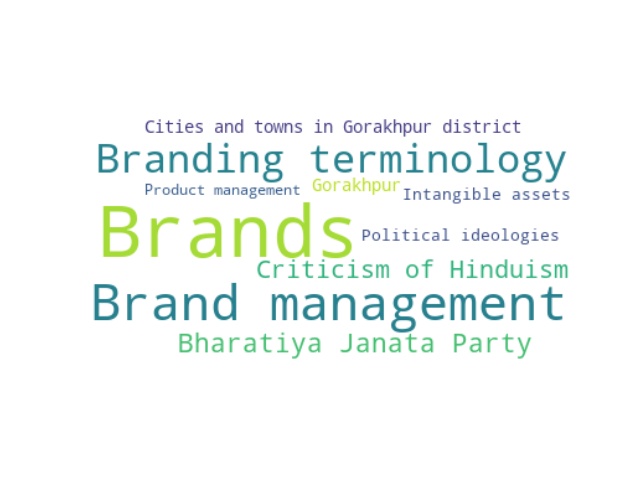 Cities and towns in Gorakhpur district
Branding terminology
Product management
Gorakhpur
Intangible assets
Brands
Political ideologies
Criticism of Hinduism
Brand management
Bharatiya Janata Party